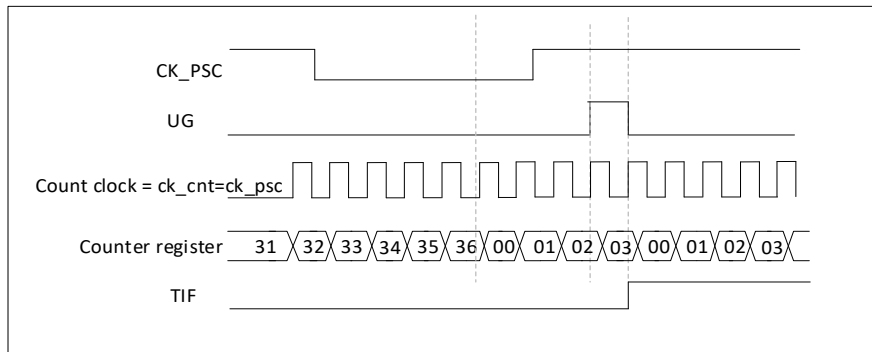 CK_PSC
UG
Count clock = ck_cnt=ck_psc
Counter register 31 32 33 34 35 36 00 01 02 03 00 01 02 03
TIF